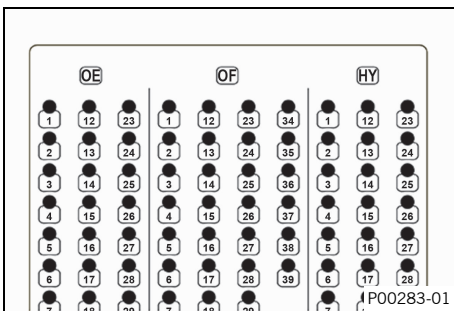 OE OF HY
1 12 23 1 12 23 34 1 12 23
2 13 24 2 13 24 35 2 13 24
3 14 25 3 14 25 36 3 14 25
4 15 26 4 15 26 37 4 15 26
5 16 27 5 16 27 38 5 16 27
6 17 28 6 17 28 39 6 17 28
P00283-01